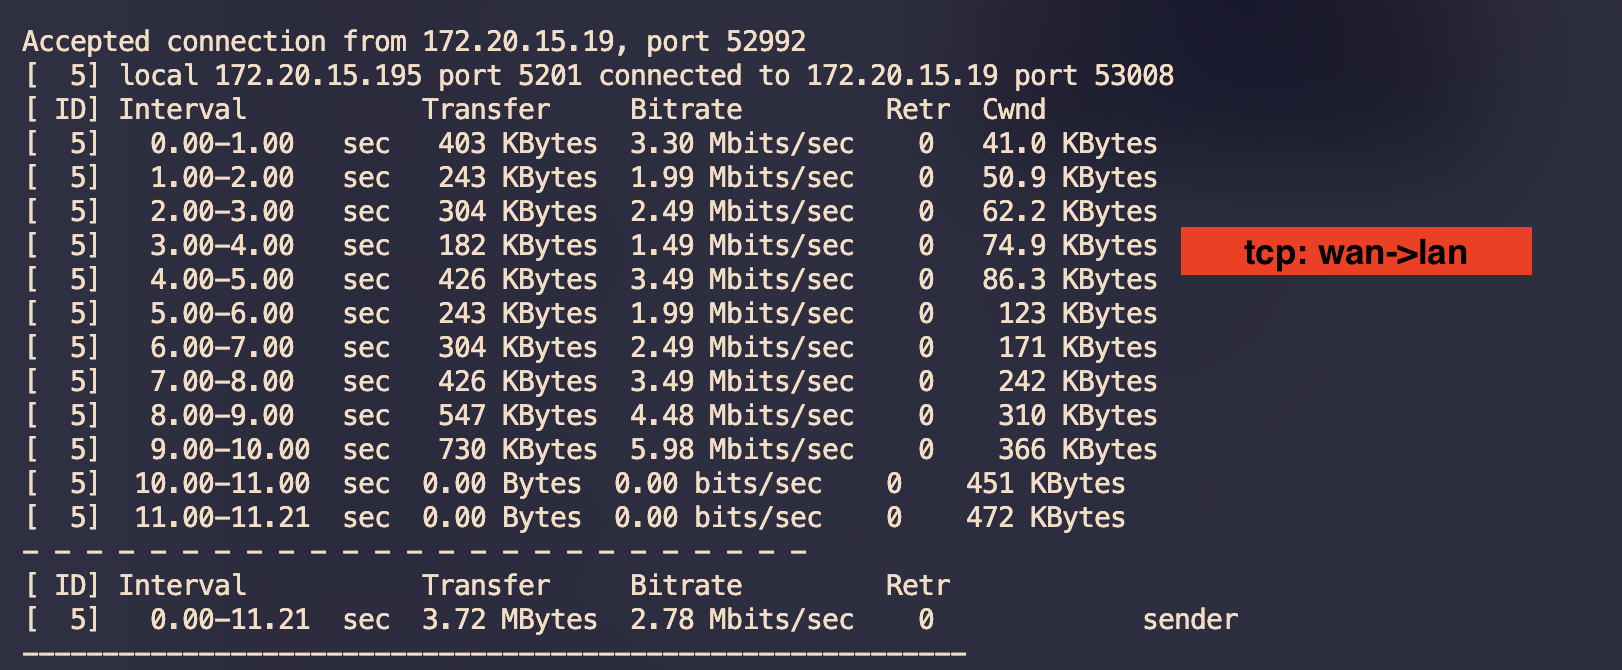 Accepted connection from 172.20.15.19, port 52992
[  5] local 172.20.15.195 port 5201 connected to 172.20.15.19 port 53008
[ ID] Interval           Transfer     Bitrate         Retr  Cwnd
[  5]   0.00-1.00   sec   403 KBytes  3.30 Mbits/sec    0   41.0 KBytes
[  5]   1.00-2.00   sec   243 KBytes  1.99 Mbits/sec    0   50.9 KBytes
[  5]   2.00-3.00   sec   304 KBytes  2.49 Mbits/sec    0   62.2 KBytes
[  5]   3.00-4.00   sec   182 KBytes  1.49 Mbits/sec    0   74.9 KBytes
tcp: wan->lan
[  5]   4.00-5.00   sec   426 KBytes  3.49 Mbits/sec    0   86.3 KBytes
[  5]   5.00-6.00   sec   243 KBytes  1.99 Mbits/sec    0    123 KBytes
[  5]   6.00-7.00   sec   304 KBytes  2.49 Mbits/sec    0    171 KBytes
[  5]   7.00-8.00   sec   426 KBytes  3.49 Mbits/sec    0    242 KBytes
[  5]   8.00-9.00   sec   547 KBytes  4.48 Mbits/sec    0    310 KBytes
[  5]   9.00-10.00  sec   730 KBytes  5.98 Mbits/sec    0    366 KBytes
[  5]  10.00-11.00  sec  0.00 Bytes  0.00 bits/sec    0    451 KBytes
[  5]  11.00-11.21  sec  0.00 Bytes  0.00 bits/sec    0    472 KBytes
- - - - - - - - - - - - - - - - - - - - - - - - -
[ ID] Interval           Transfer     Bitrate         Retr
[  5]   0.00-11.21  sec  3.72 MBytes  2.78 Mbits/sec    0             sender
-----------------------------------------------------------